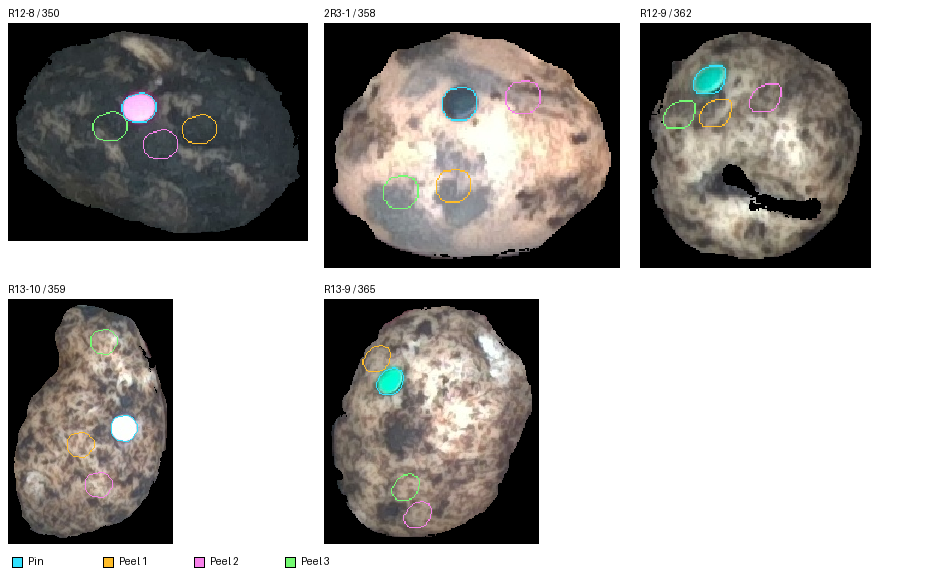 R12-8 / 350
2R3-1 / 358
R12-9 / 362
R13-10 / 359
R13-9 / 365
Pin
Peel 1
Peel 2
Peel 3